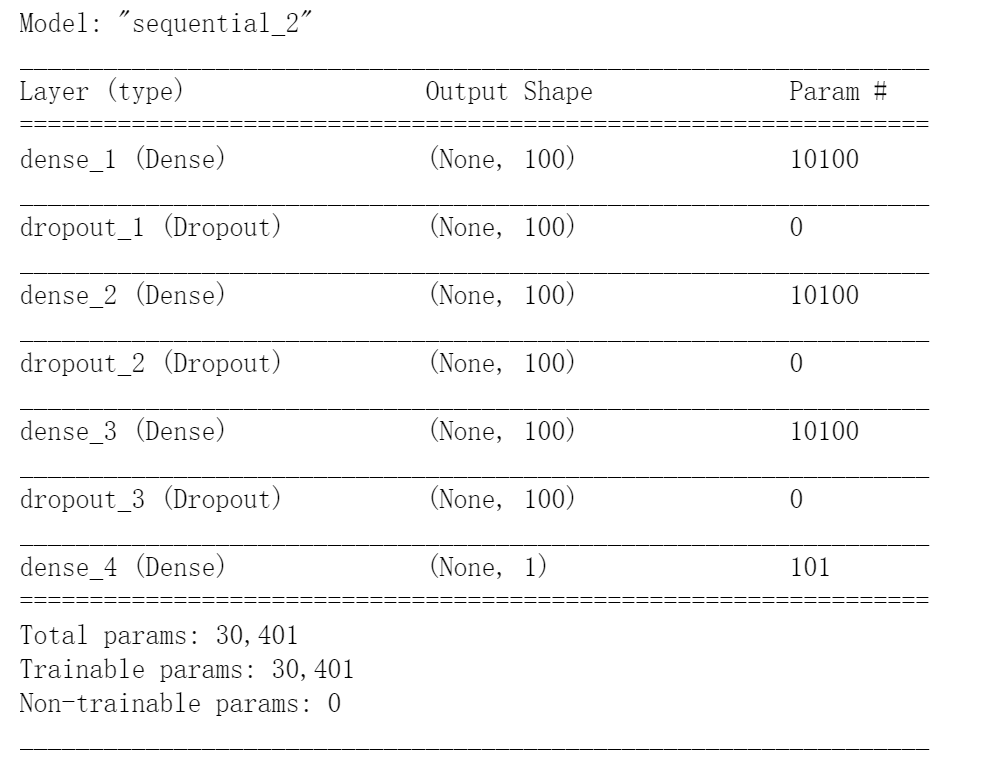 Model: "sequential_2"
_________________________________________________________________
Layer (type)                 Output Shape              Param #
=================================================================
dense_1 (Dense)              (None, 100)               10100
_________________________________________________________________
dropout_1 (Dropout)          (None, 100)               0
_________________________________________________________________
dense_2 (Dense)              (None, 100)               10100
_________________________________________________________________
dropout_2 (Dropout)          (None, 100)               0
_________________________________________________________________
dense_3 (Dense)              (None, 100)               10100
_________________________________________________________________
dropout_3 (Dropout)          (None, 100)               0
_________________________________________________________________
dense_4 (Dense)              (None, 1)                 101
=================================================================
Total params: 30,401
Trainable params: 30,401
Non-trainable params: 0
_________________________________________________________________